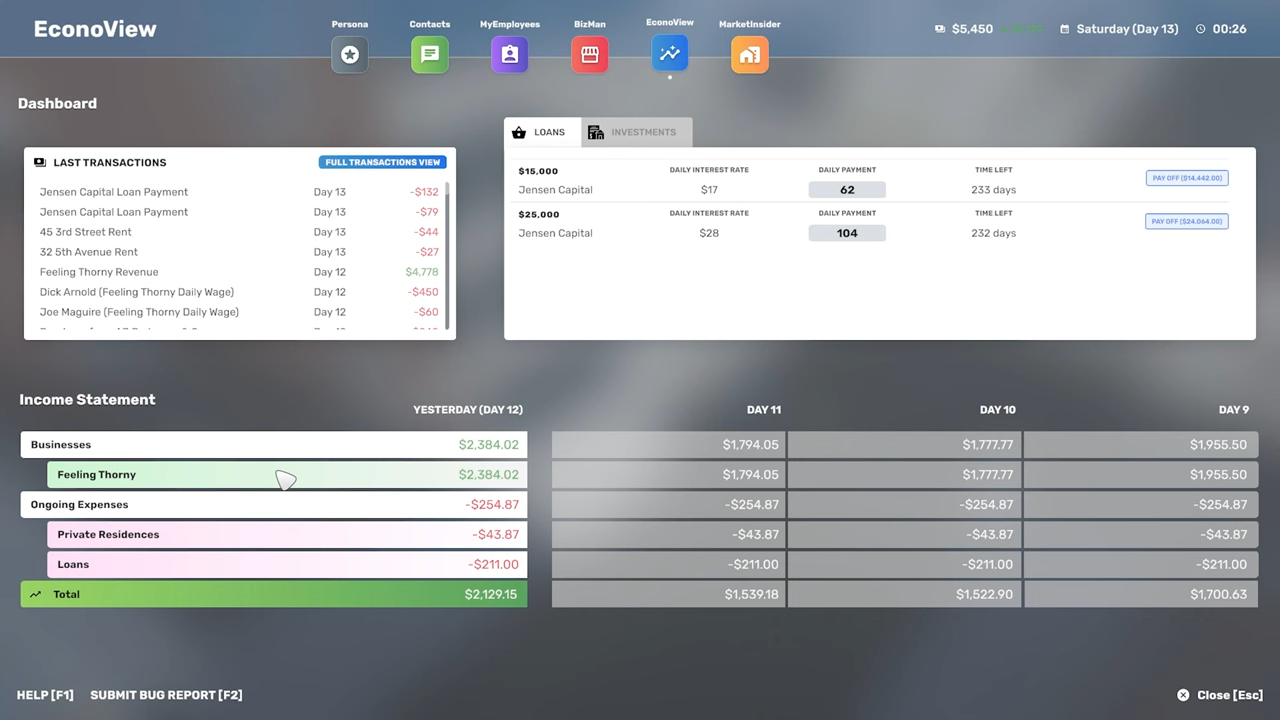 EconoView
Persona
Contacts
MyEmployees
BizMan
EconoView
MarketInsider
$5,450
Saturday (Day 13)
00:26
Dashboard
LAST TRANSACTIONS
FULL TRANSACTIONS VIEW
Jensen Capital Loan Payment Day 13 -$132
Jensen Capital Loan Payment Day 13 -$79
45 3rd Street Rent Day 13 -$44
32 5th Avenue Rent Day 13 -$27
Feeling Thorny Revenue Day 12 $4,778
Dick Arnold (Feeling Thorny Daily Wage) Day 12 -$450
Joe Maguire (Feeling Thorny Daily Wage) Day 12 -$60
LOANS
INVESTMENTS
$15,000 DAILY INTEREST RATE DAILY PAYMENT TIME LEFT
Jensen Capital $17 62 233 days
PAY OFF ($14,442.00)
$25,000 DAILY INTEREST RATE DAILY PAYMENT TIME LEFT
Jensen Capital $28 104 232 days
PAY OFF ($24,064.00)
Income Statement
YESTERDAY (DAY 12) DAY 11 DAY 10 DAY 9
Businesses $2,384.02 $1,794.05 $1,777.77 $1,955.50
Feeling Thorny $2,384.02 $1,794.05 $1,777.77 $1,955.50
Ongoing Expenses -$254.87 -$254.87 -$254.87 -$254.87
Private Residences -$43.87 -$43.87 -$43.87 -$43.87
Loans -$211.00 -$211.00 -$211.00 -$211.00
Total $2,129.15 $1,539.18 $1,522.90 $1,700.63
HELP [F1] SUBMIT BUG REPORT [F2]
Close [Esc]